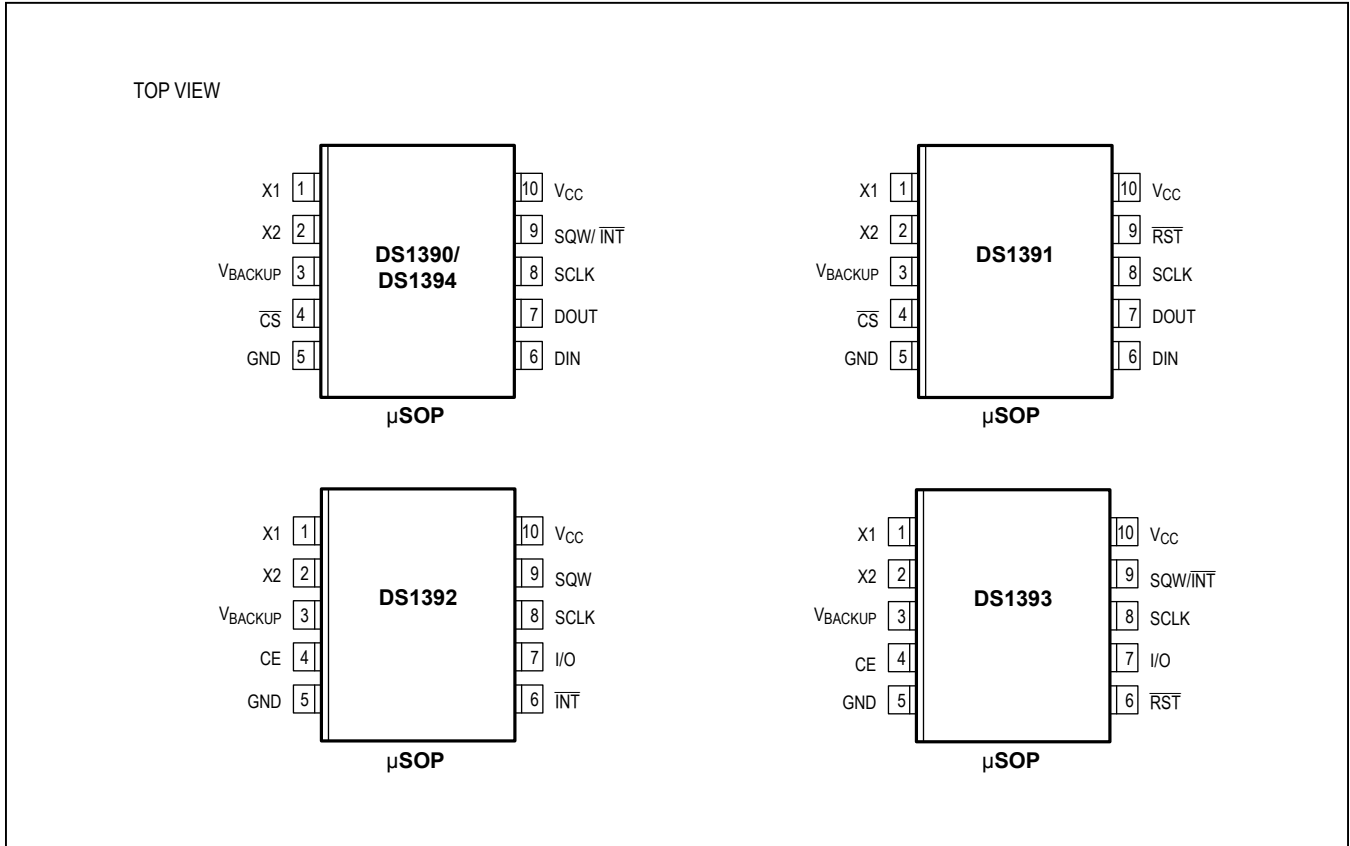 TOP VIEW
X1 1 10 VCC
X2 2 9 SQW/ INT
VBACKUP 3 8 SCLK
CS 4 7 DOUT
GND 5 6 DIN
DS1390/
DS1394
µSOP
X1 1 10 VCC
X2 2 9 RST
VBACKUP 3 8 SCLK
CS 4 7 DOUT
GND 5 6 DIN
DS1391
µSOP
X1 1 10 VCC
X2 2 9 SQW
VBACKUP 3 8 SCLK
CE 4 7 I/O
GND 5 6 INT
DS1392
µSOP
X1 1 10 VCC
X2 2 9 SQW/INT
VBACKUP 3 8 SCLK
CE 4 7 I/O
GND 5 6 RST
DS1393
µSOP